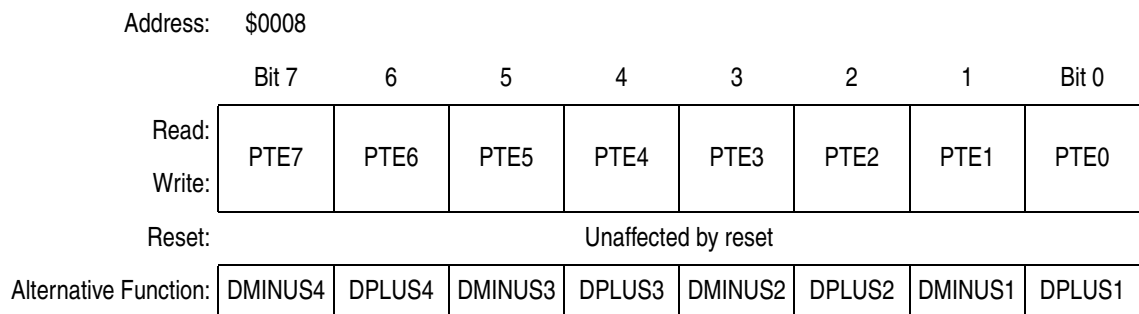 Address: $0008
Bit 7 6 5 4 3 2 1 Bit 0
Read:
PTE7 PTE6 PTE5 PTE4 PTE3 PTE2 PTE1 PTE0
Write:
Reset: Unaffected by reset
Alternative Function: DMINUS4 DPLUS4 DMINUS3 DPLUS3 DMINUS2 DPLUS2 DMINUS1 DPLUS1